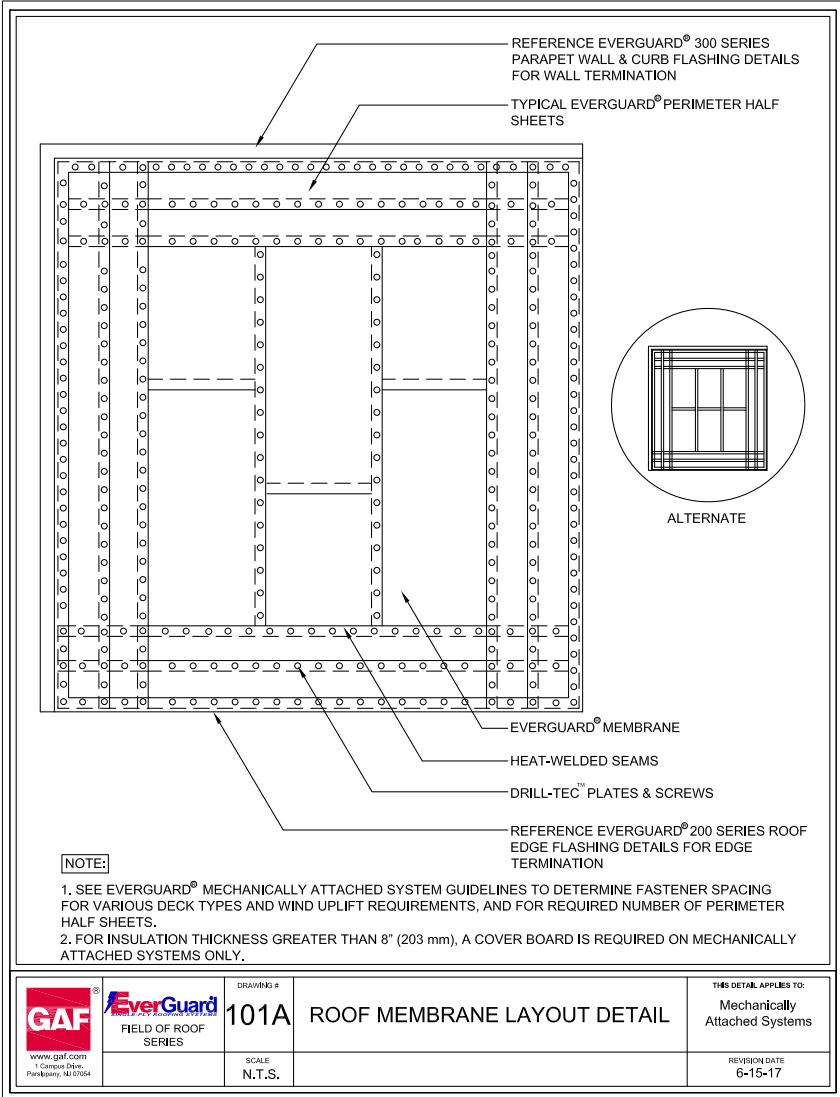 REFERENCE EVERGUARD® 300 SERIES
PARAPET WALL & CURB FLASHING DETAILS
FOR WALL TERMINATION
TYPICAL EVERGUARD® PERIMETER HALF
SHEETS
ALTERNATE
EVERGUARD® MEMBRANE
HEAT-WELDED SEAMS
DRILL-TEC™ PLATES & SCREWS
REFERENCE EVERGUARD® 200 SERIES ROOF
EDGE FLASHING DETAILS FOR EDGE
TERMINATION
NOTE:
1. SEE EVERGUARD® MECHANICALLY ATTACHED SYSTEM GUIDELINES TO DETERMINE FASTENER SPACING
FOR VARIOUS DECK TYPES AND WIND UPLIFT REQUIREMENTS, AND FOR REQUIRED NUMBER OF PERIMETER
HALF SHEETS.
2. FOR INSULATION THICKNESS GREATER THAN 8" (203 mm), A COVER BOARD IS REQUIRED ON MECHANICALLY
ATTACHED SYSTEMS ONLY.
GAF®
www.gaf.com
1 Campus Drive.
Parsippany, NJ 07054
EverGuard
SINGLE-PLY ROOFING SYSTEMS
FIELD OF ROOF
SERIES
DRAWING #
101A
SCALE
N.T.S.
ROOF MEMBRANE LAYOUT DETAIL
THIS DETAIL APPLIES TO:
Mechanically
Attached Systems
REVISION DATE
6-15-17